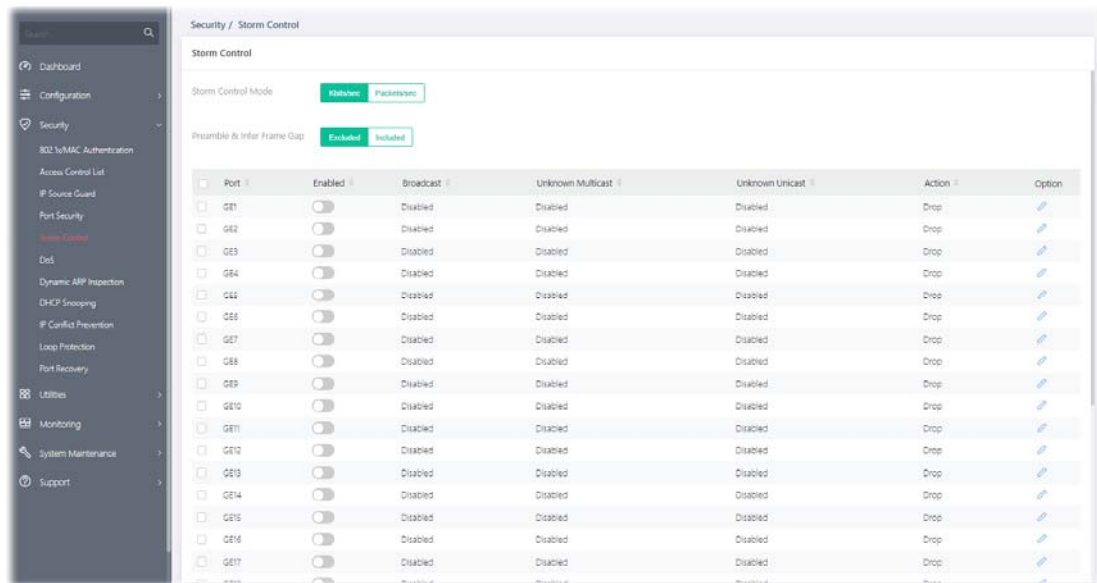 Search...
Dashboard
Configuration
Security
802.1x/MAC Authentication
Access Control List
IP Source Guard
Port Security
Storm Control
DoS
Dynamic ARP Inspection
DHCP Snooping
IP Conflict Prevention
Loop Protection
Port Recovery
Utilities
Monitoring
System Maintenance
Support
Security / Storm Control
Storm Control
Storm Control Mode Kbits/sec Packets/sec
Preamble & Inter Frame Gap Excluded Included
Port Enabled Broadcast Unknown Multicast Unknown Unicast Action Option
GE1 Disabled Disabled Disabled Drop
GE2 Disabled Disabled Disabled Drop
GE3 Disabled Disabled Disabled Drop
GE4 Disabled Disabled Disabled Drop
GE5 Disabled Disabled Disabled Drop
GE6 Disabled Disabled Disabled Drop
GE7 Disabled Disabled Disabled Drop
GE8 Disabled Disabled Disabled Drop
GE9 Disabled Disabled Disabled Drop
GE10 Disabled Disabled Disabled Drop
GE11 Disabled Disabled Disabled Drop
GE12 Disabled Disabled Disabled Drop
GE13 Disabled Disabled Disabled Drop
GE14 Disabled Disabled Disabled Drop
GE15 Disabled Disabled Disabled Drop
GE16 Disabled Disabled Disabled Drop
GE17 Disabled Disabled Disabled Drop